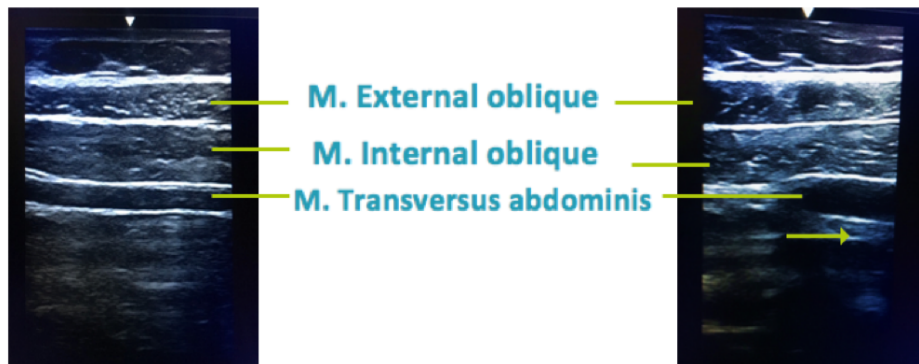 M. External oblique
M. Internal oblique
M. Transversus abdominis